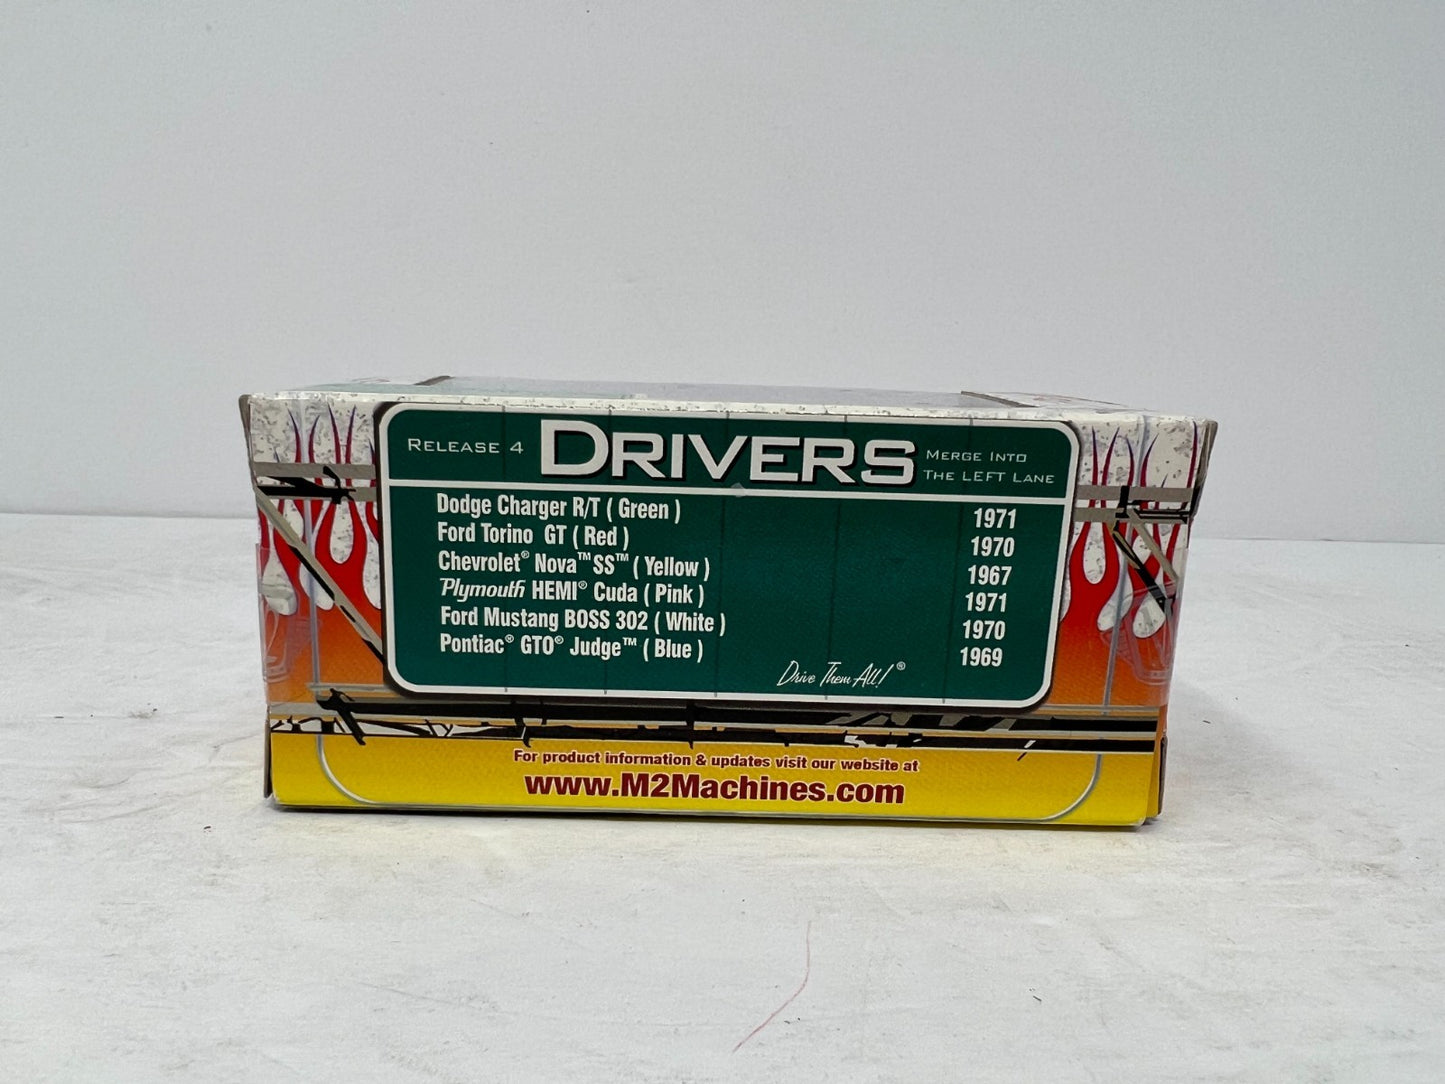 RELEASE 4 DRIVERS MERGE INTO
THE LEFT LANE
Dodge Charger R/T ( Green ) 1971
Ford Torino GT ( Red ) 1970
Chevrolet® Nova™ SS™ ( Yellow ) 1967
Plymouth HEMI® Cuda ( Pink ) 1971
Ford Mustang BOSS 302 ( White ) 1970
Pontiac® GTO® Judge™ ( Blue ) 1969
Drive Them All! ®
For product information & updates visit our website at
www.M2Machines.com